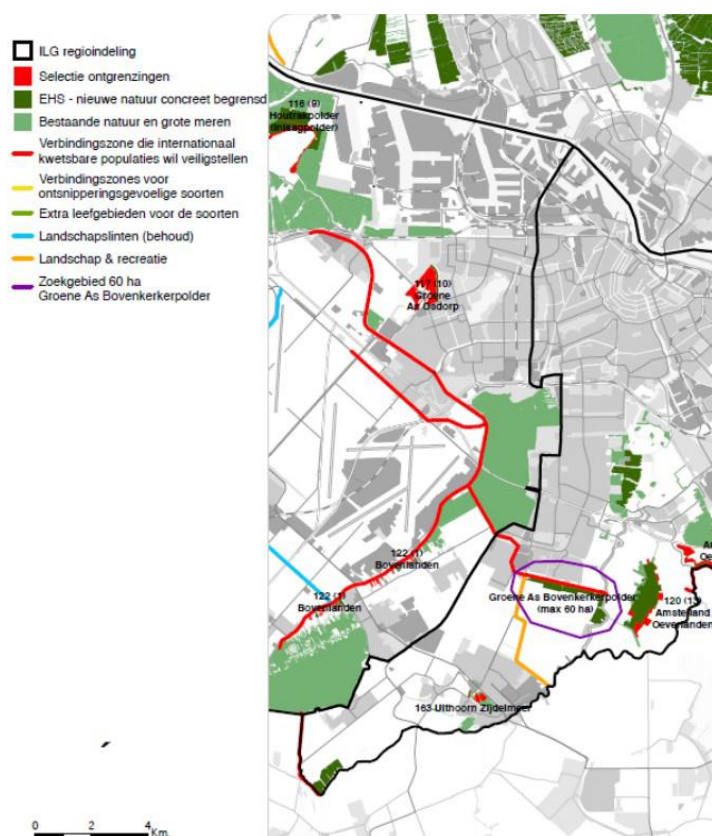 ILG regioindeling
Selectie ontgrenzingen
EHS - nieuwe natuur concreet begrensd
Bestaande natuur en grote meren
Verbindingszone die internationaal
kwetsbare populaties wil veiligstellen
Verbindingszones voor
ontsnipperingsgevoelige soorten
Extra leefgebieden voor de soorten
Landschapslinten (behoud)
Landschap & recreatie
Zoekgebied 60 ha
Groene As Bovenkerkerpolder
116 (9)
Houtrakpolder
(Inlaagpolder)
117 (10)
Groene
As Osdorp
122 (1)
Bovenlanden
122 (1)
Bovenlanden
Groene As Bovenkerkerpolder
(max 60 ha)
120 (13)
Amstelland
Oeverlanden
163 Uithoorn Zijdelmeer
0 2 4
Km.